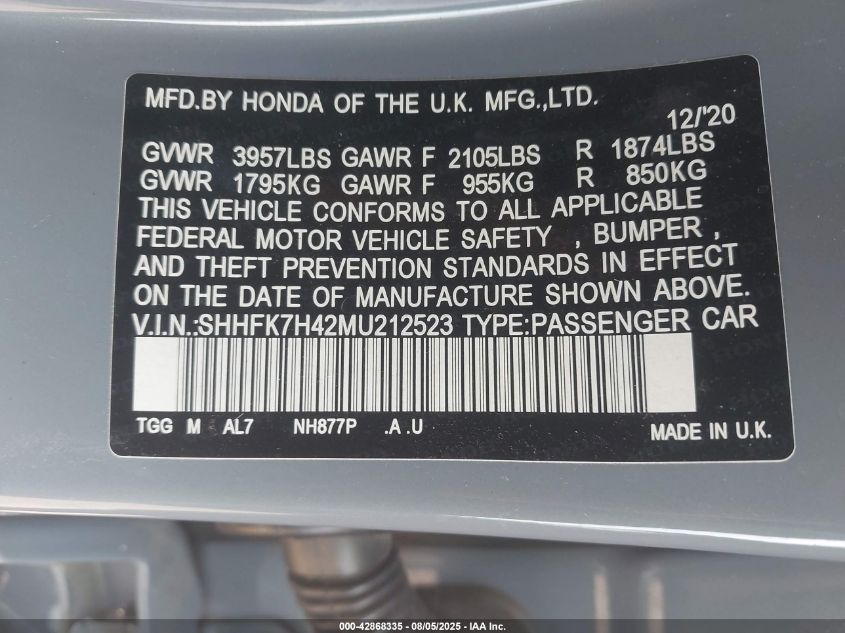 MFD.BY HONDA OF THE U.K. MFG.,LTD.
12/'20
GVWR 3957LBS GAWR F 2105LBS R 1874LBS
GVWR 1795KG GAWR F 955KG R 850KG
THIS VEHICLE CONFORMS TO ALL APPLICABLE
FEDERAL MOTOR VEHICLE SAFETY , BUMPER ,
AND THEFT PREVENTION STANDARDS IN EFFECT
ON THE DATE OF MANUFACTURE SHOWN ABOVE.
V.I.N.:SHHFK7H42MU212523 TYPE:PASSENGER CAR
TGG M AL7 NH877P .A .U
MADE IN U.K.
000-42868335 - 08/05/2025 - IAA Inc.